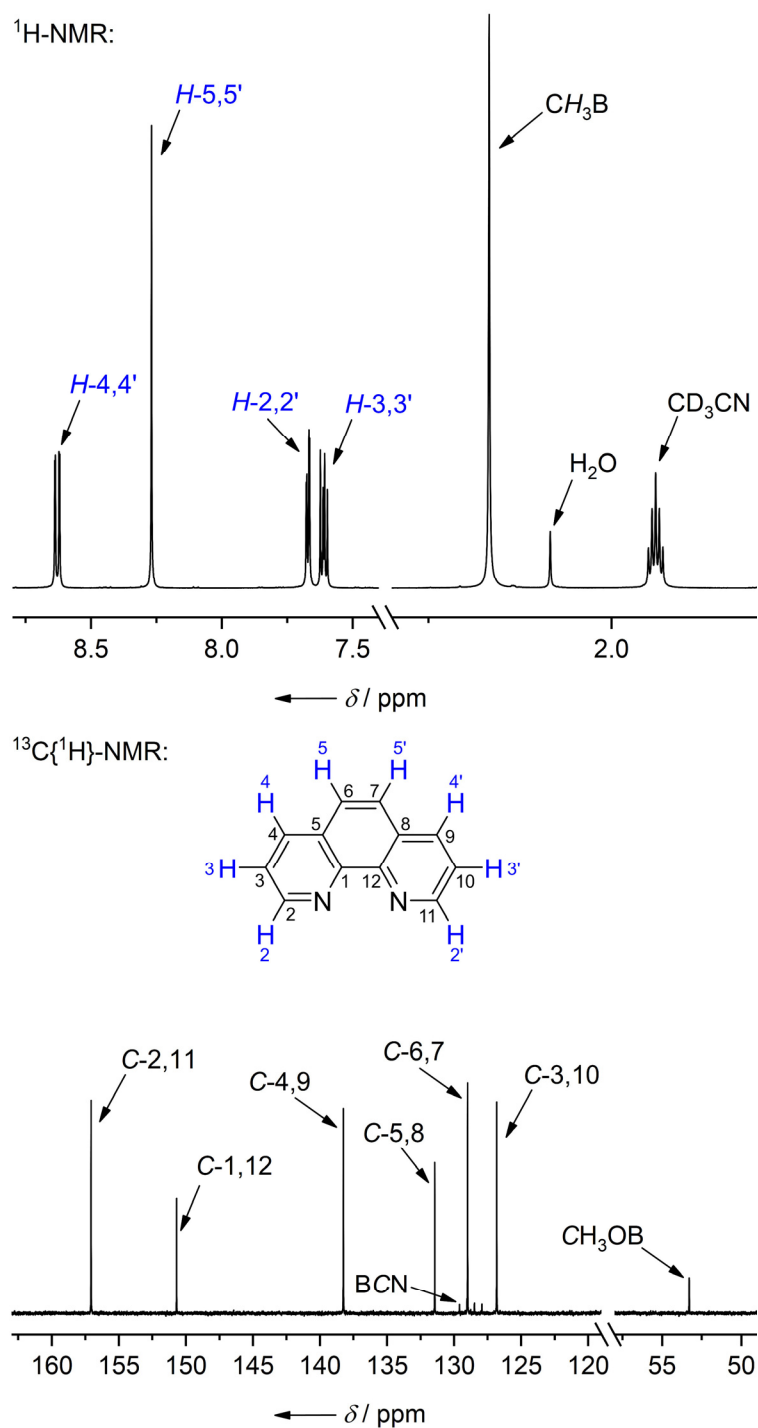 ¹H-NMR:
H-5,5'
CH₃B
H-4,4'
H-2,2'
H-3,3'
H₂O
CD₃CN
8.5 8.0 7.5 2.0
δ / ppm
¹³C{¹H}-NMR:
5 5'
H H
4 4'
H H
6 7
4 5 8 9
3 H 3 1 12 10 H 3'
2 N N 11
H H
2 2'
C-2,11
C-6,7
C-4,9
C-3,10
C-5,8
C-1,12
CH₃OB
BCN
160 155 150 145 140 135 130 125 120 55 50
δ / ppm